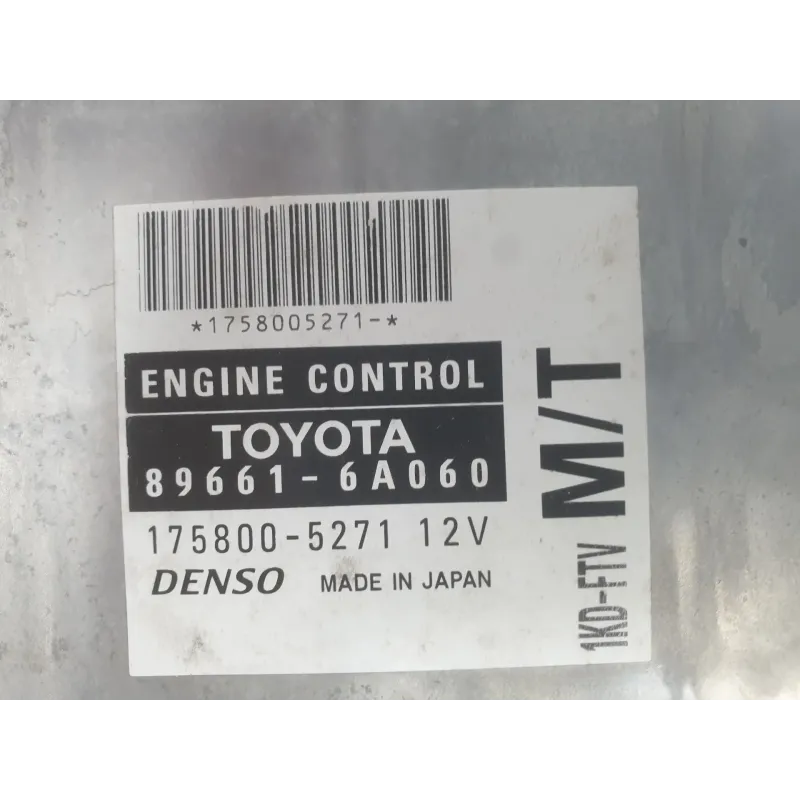 *1758005271-*
ENGINE CONTROL
TOYOTA
89661-6A060
175800-5271 12V
DENSO MADE IN JAPAN
1KD-FTV M/T